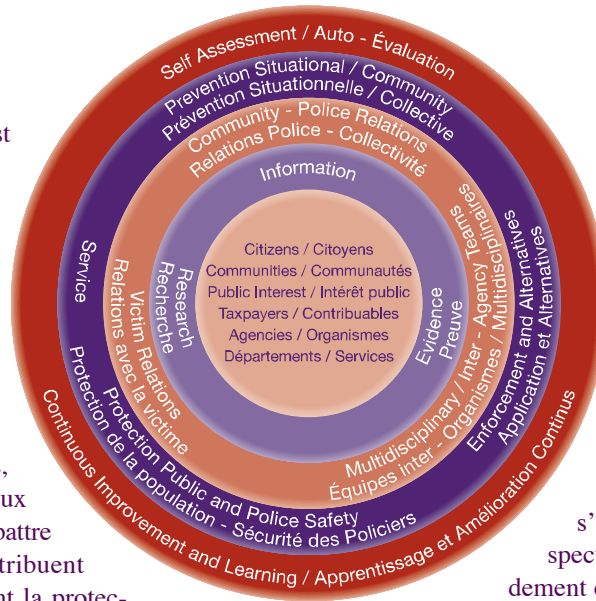 st
Self Assessment / Auto - Évaluation
Prevention Situational / Community
Prévention Situationnelle / Collective
Community - Police Relations
Relations Police - Collectivité
Information
Citizens / Citoyens
Communities / Communautés
Public Interest / Intérêt public
Taxpayers / Contribuables
Agencies / Organismes
Départements / Services
Research
Recherche
Evidence
Preuve
Victim Relations
Relations avec la victime
Multidisciplinary / Inter - Agency Teams
Équipes inter - Organismes / Multidisciplinaires
Service
Enforcement and Alternatives
Application et Alternatives
Protection Public and Police Safety
Protection de la population - Sécurité des Policiers
Continuous Improvement and Learning / Apprentissage et Amélioration Continus
ux
battre
tribuent
nt la protec-
s'
spect
dement d